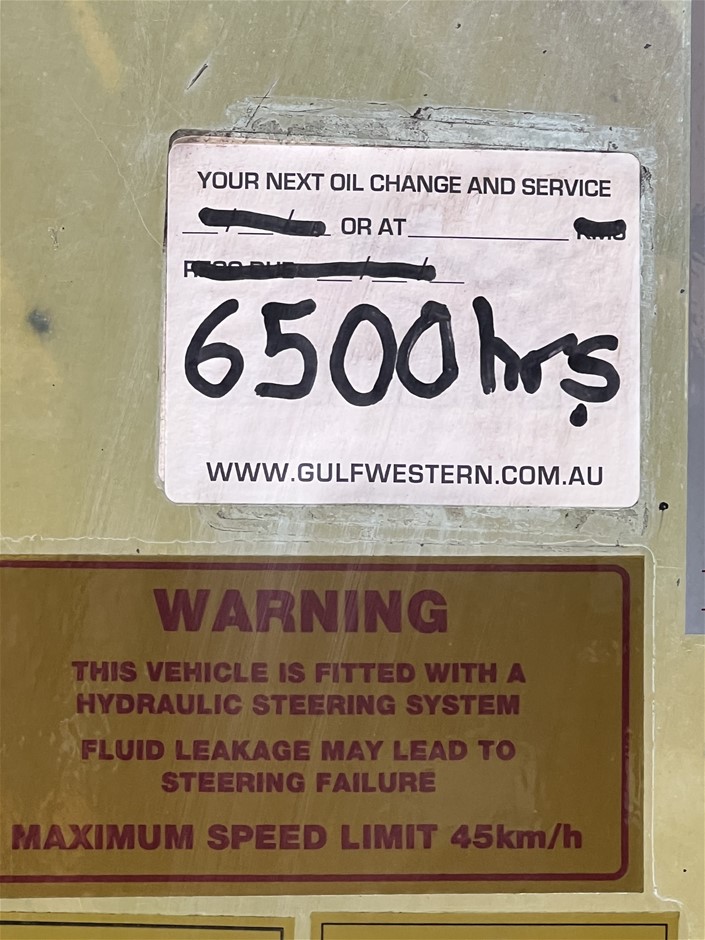 YOUR NEXT OIL CHANGE AND SERVICE
OR AT
6500hrs
WWW.GULFWESTERN.COM.AU
WARNING
THIS VEHICLE IS FITTED WITH A
HYDRAULIC STEERING SYSTEM
FLUID LEAKAGE MAY LEAD TO
STEERING FAILURE
MAXIMUM SPEED LIMIT 45km/h